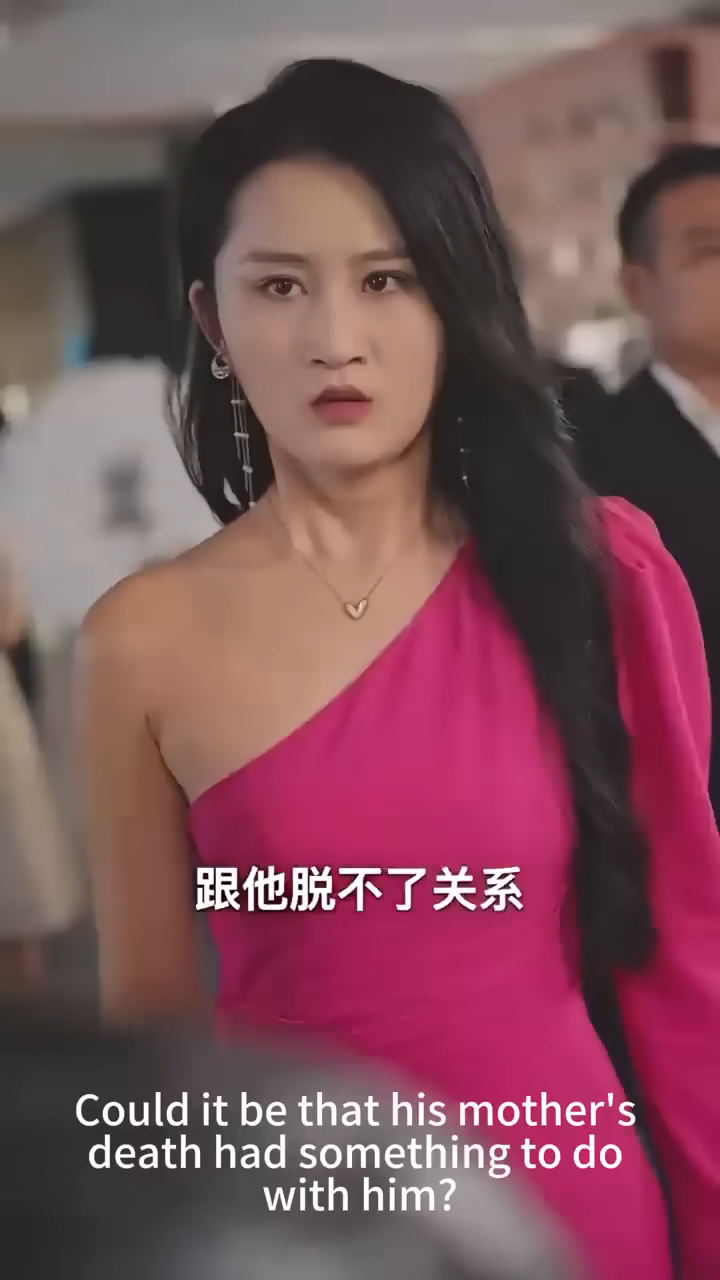 跟他脱不了关系
Could it be that his mother's
death had something to do
with him?